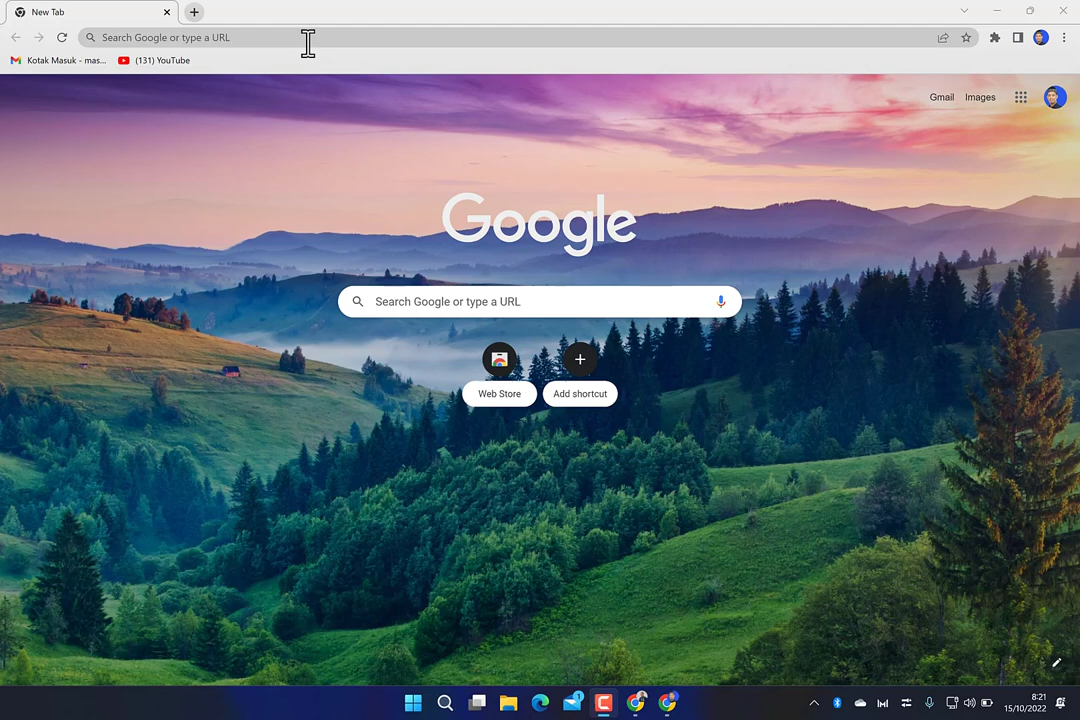 New Tab
Search Google or type a URL
Kotak Masuk - mas...
(131) YouTube
Gmail
Images
Google
Search Google or type a URL
Web Store
Add shortcut
1
8:21
15/10/2022